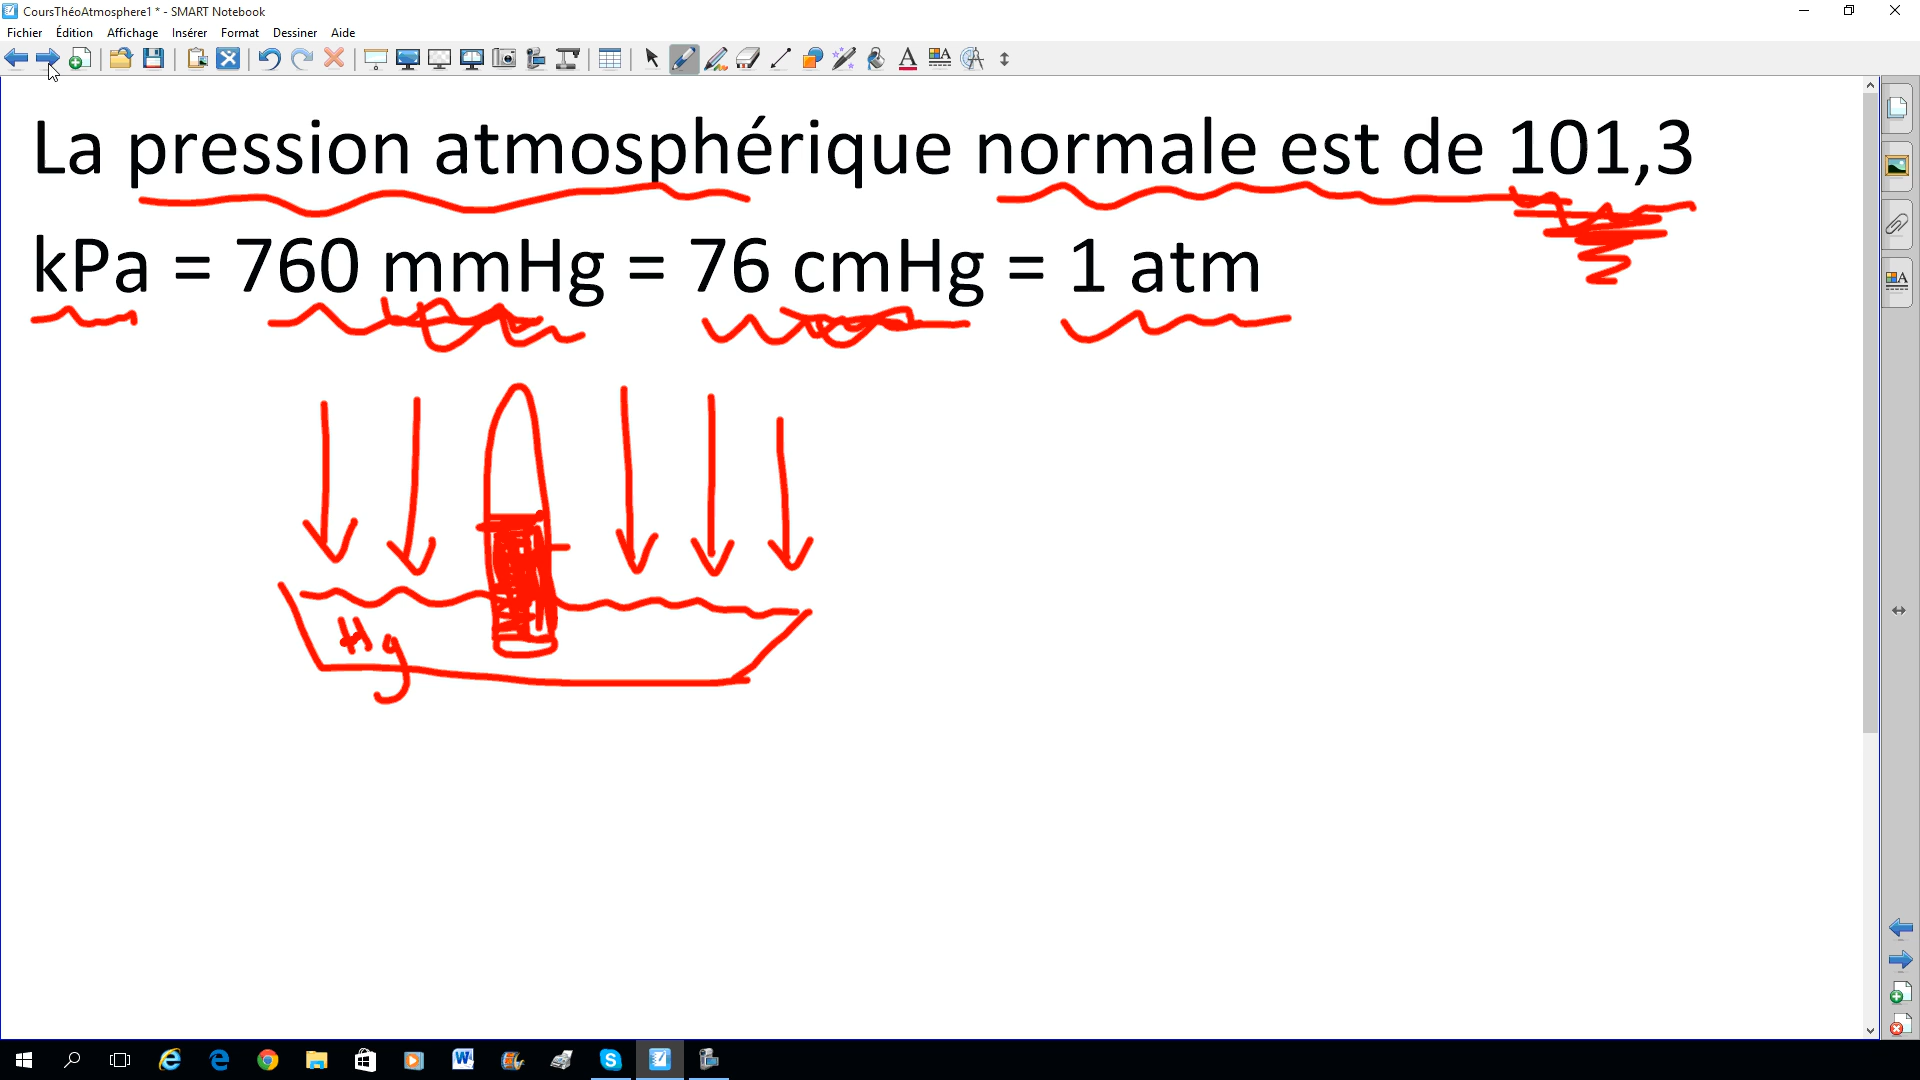 CoursThéoAtmosphere1 * - SMART Notebook
Fichier Édition Affichage Insérer Format Dessiner Aide
La pression atmosphérique normale est de 101,3
kPa = 760 mmHg = 76 cmHg = 1 atm
Hg